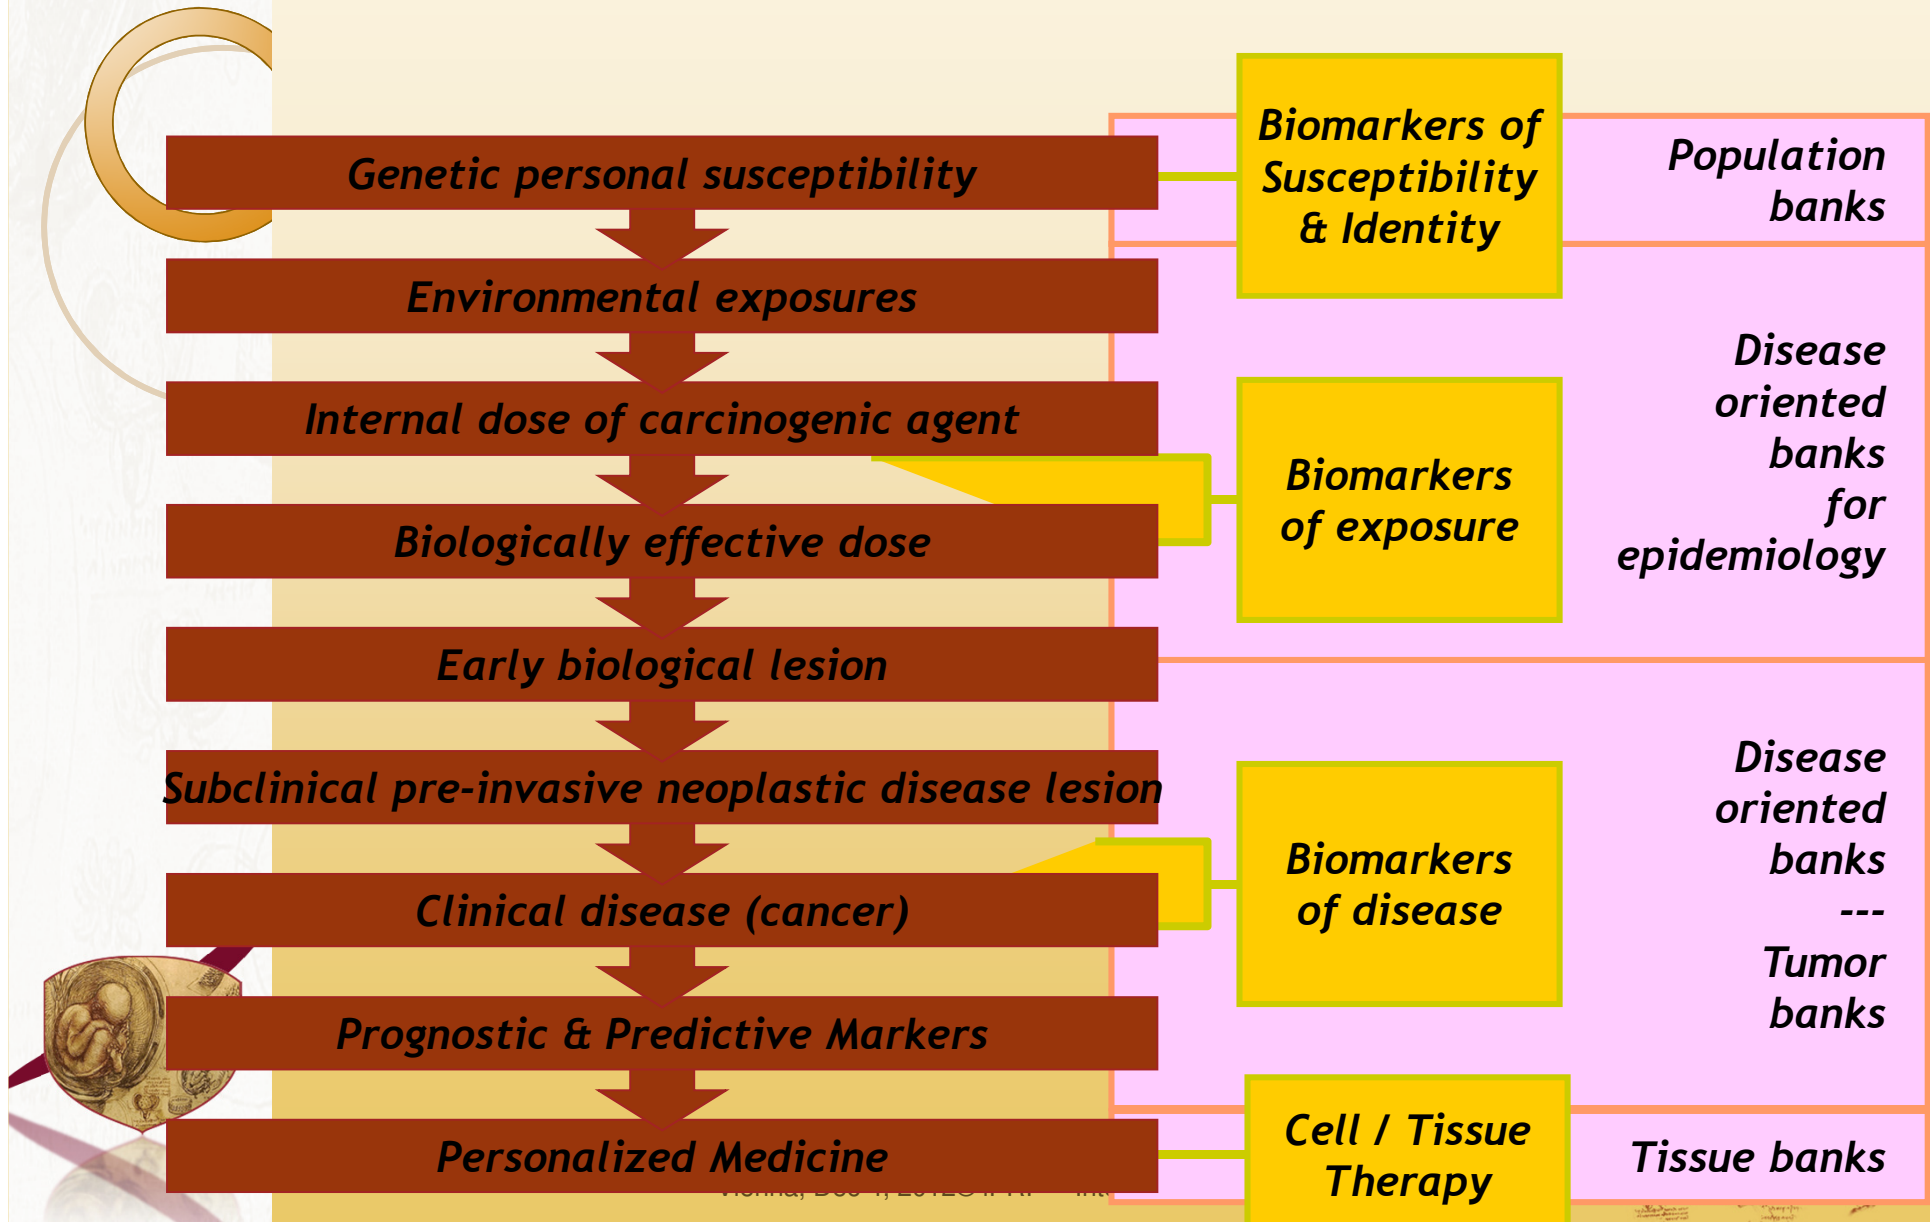 Genetic personal susceptibility
Environmental exposures
Internal dose of carcinogenic agent
Biologically effective dose
Early biological lesion
Subclinical pre-invasive neoplastic disease lesion
Clinical disease (cancer)
Prognostic & Predictive Markers
Personalized Medicine
Biomarkers of
Susceptibility
& Identity
Biomarkers
of exposure
Biomarkers
of disease
Cell / Tissue
Therapy
Population
banks
Disease
oriented
banks
for
epidemiology
Disease
oriented
banks
---
Tumor
banks
Tissue banks